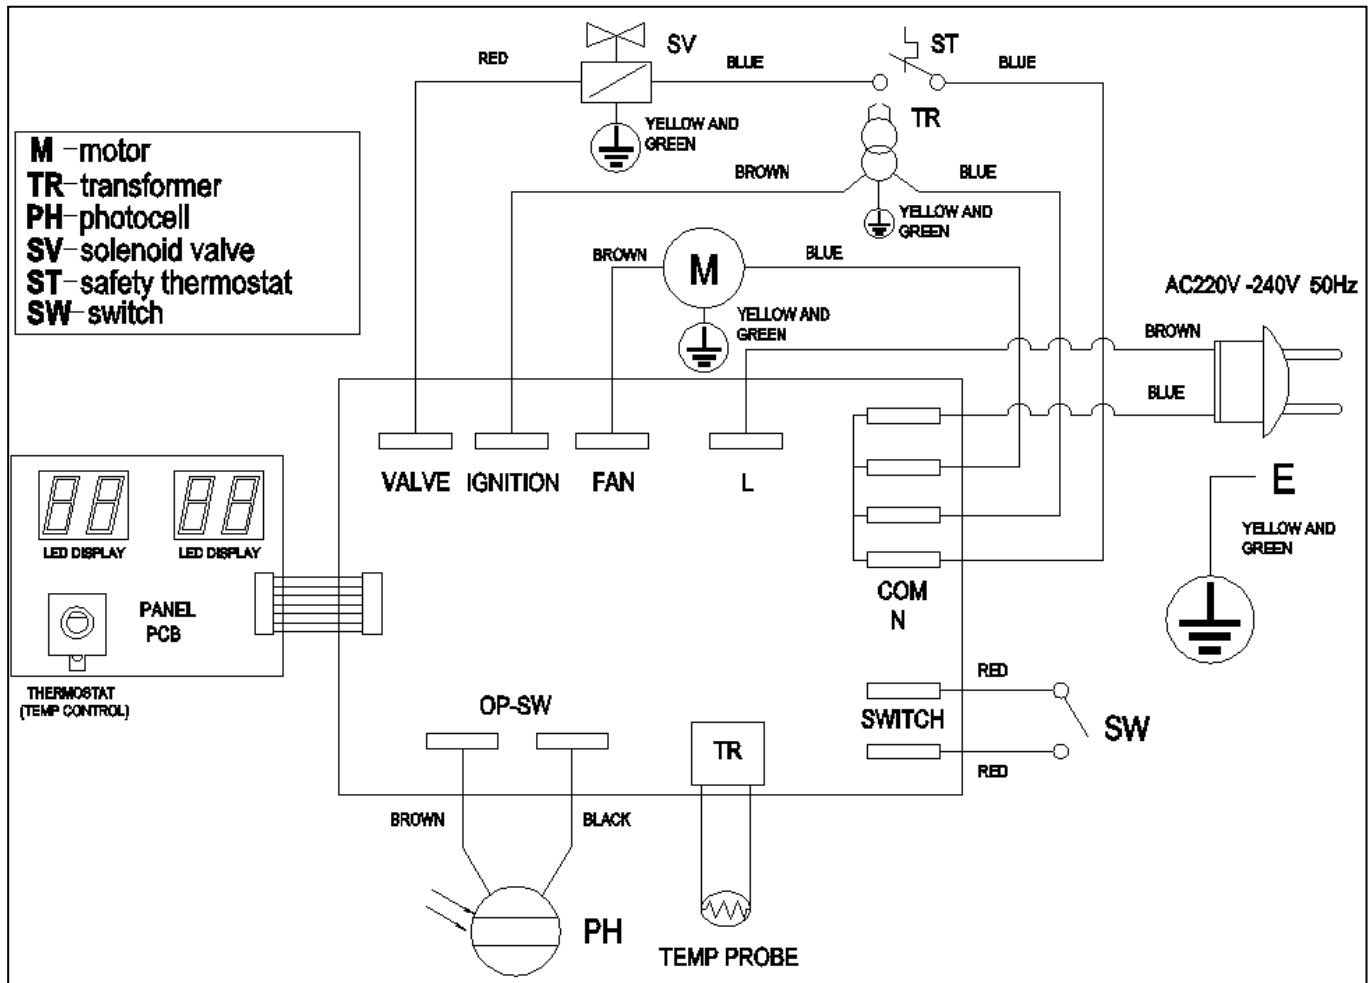 SV
ST
RED
BLUE
BLUE
YELLOW AND
GREEN
TR
M-motor
TR-transformer
PH-photocell
SV-solenoid valve
ST-safety thermostat
SW-switch
BROWN
BLUE
YELLOW AND
GREEN
BROWN
M
BLUE
YELLOW AND
GREEN
AC220V -240V 50Hz
BROWN
BLUE
VALVE
IGNITION
FAN
L
E
YELLOW AND
GREEN
88
88
LED DISPLAY
LED DISPLAY
PANEL
PCB
THERMOSTAT
(TEMP CONTROL)
COM
N
OP-SW
SWITCH
RED
SW
RED
TR
BROWN
BLACK
PH
TEMP PROBE